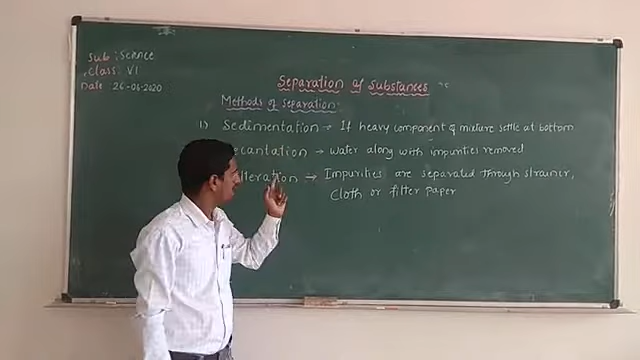 Sub : Science
Class : VI
Date : 26-06-2020
Separation of Substances :-
Methods of Separation:
1) Sedimentation → If heavy component of mixture settle at bottom
ecantation → Water along with impurities removed
→ Impurities are separated through strainer,
cloth or filter paper